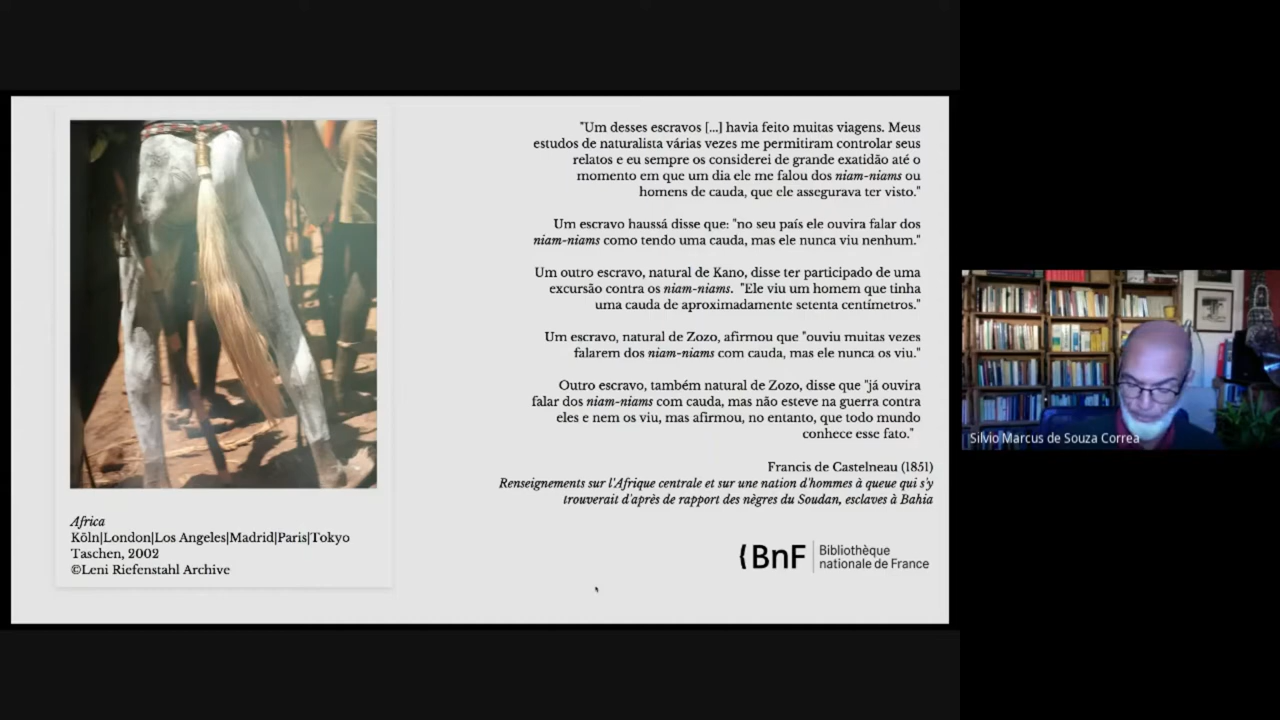 "Um desses escravos [...] havia feito muitas viagens. Meus
estudos de naturalista várias vezes me permitiram controlar seus
relatos e eu sempre os considerei de grande exatidão até o
momento em que um dia ele me falou dos niam-niams ou
homens de cauda, que ele assegurava ter visto."
Um escravo haussá disse que: "no seu país ele ouvira falar dos
niam-niams como tendo uma cauda, mas ele nunca viu nenhum."
Um outro escravo, natural de Kano, disse ter participado de uma
excursão contra os niam-niams. "Ele viu um homem que tinha
uma cauda de aproximadamente setenta centímetros."
Um escravo, natural de Zozo, afirmou que "ouviu muitas vezes
falarem dos niam-niams com cauda, mas ele nunca os viu."
Outro escravo, também natural de Zozo, disse que "já ouvira
falar dos niam-niams com cauda, mas não esteve na guerra contra
eles e nem os viu, mas afirmou, no entanto, que todo mundo
conhece esse fato."
Francis de Castelneau (1851)
Renseignements sur l'Afrique centrale et sur une nation d'hommes à queue qui s'y
trouverait d'après de rapport des nègres du Soudan, esclaves à Bahia
Africa
Köln|London|Los Angeles|Madrid|Paris|Tokyo
Taschen, 2002
©Leni Riefenstahl Archive
BnF
Bibliothèque
nationale de France
Silvio Marcus de Souza Correa